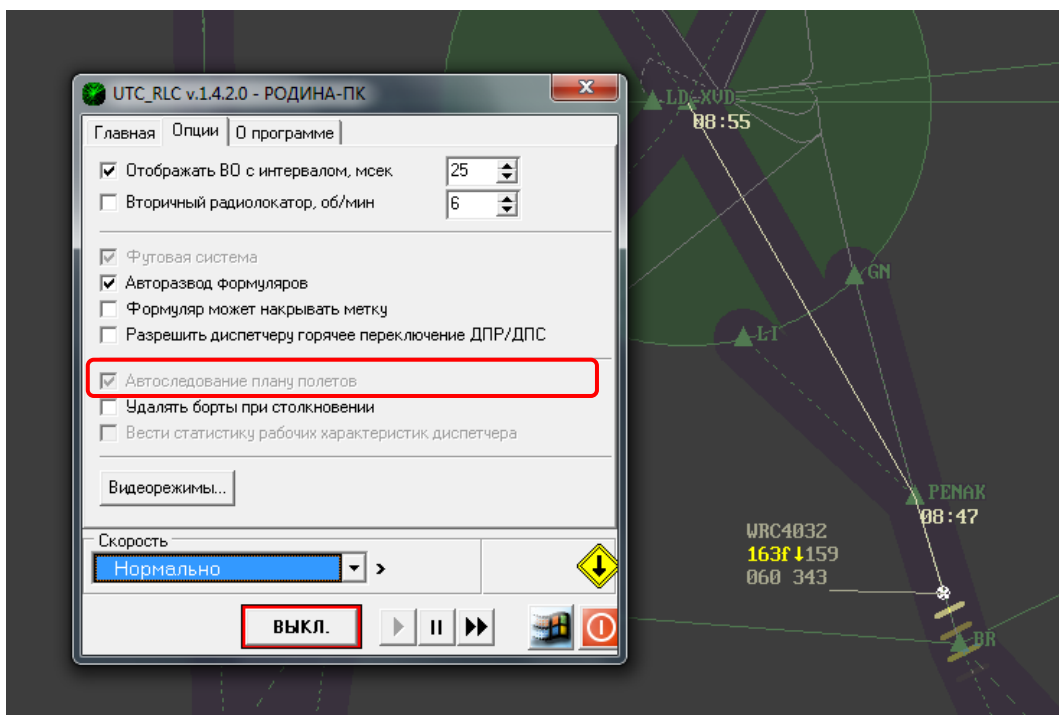 UTC_RLC v.1.4.2.0 - РОДИНА-ПК
Главная Опции О программе
Отображать ВО с интервалом, мсек 25
Вторичный радиолокатор, об/мин 6
Футовая система
Авторазвод формуляров
Формуляр может накрывать метку
Разрешить диспетчеру горячее переключение ДПР/ДПС
Автоследование плану полетов
Удалять борты при столкновении
Вести статистику рабочих характеристик диспетчера
Видеорежимы...
Скорость
Нормально >
ВЫКЛ.
LD-XUD
08:55
GN
LI
PENAK
08:47
WRC4032
163f↓159
060 343
BR